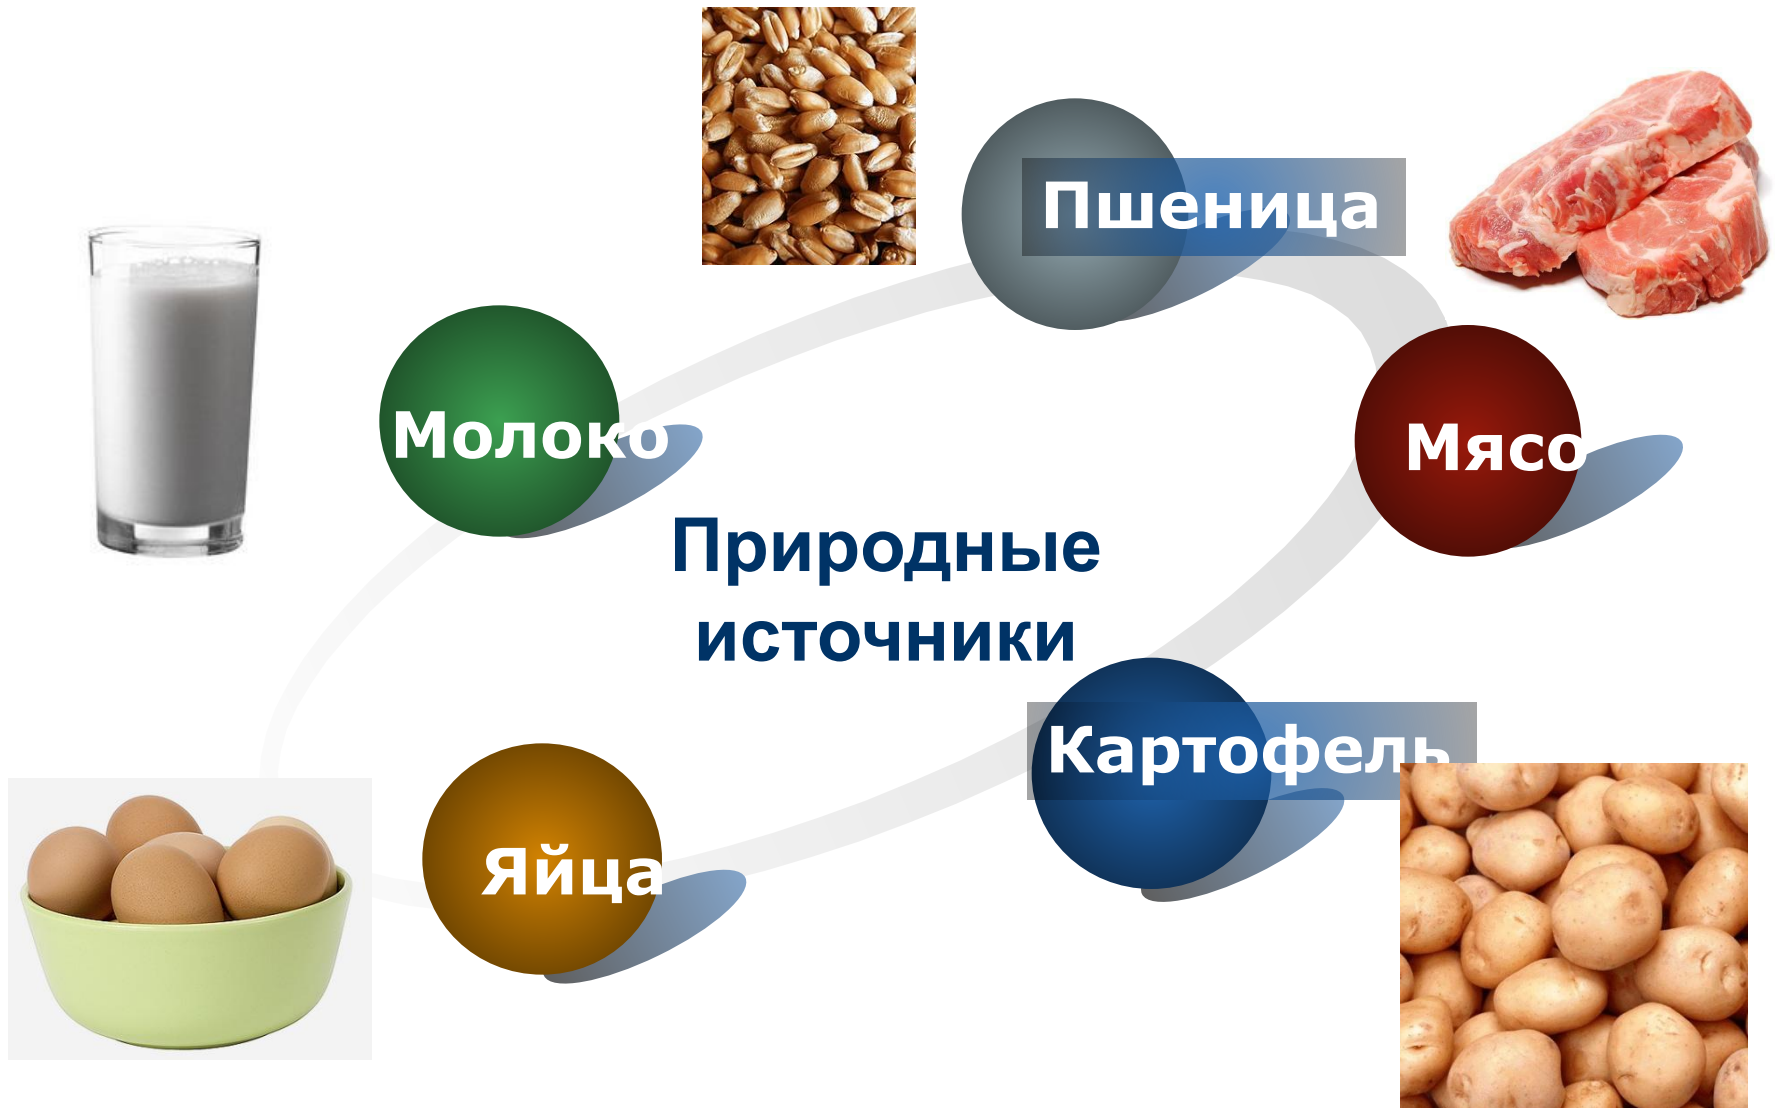 Пшеница
Молоко
Мясо
Природные
источники
Картофель
Яйца